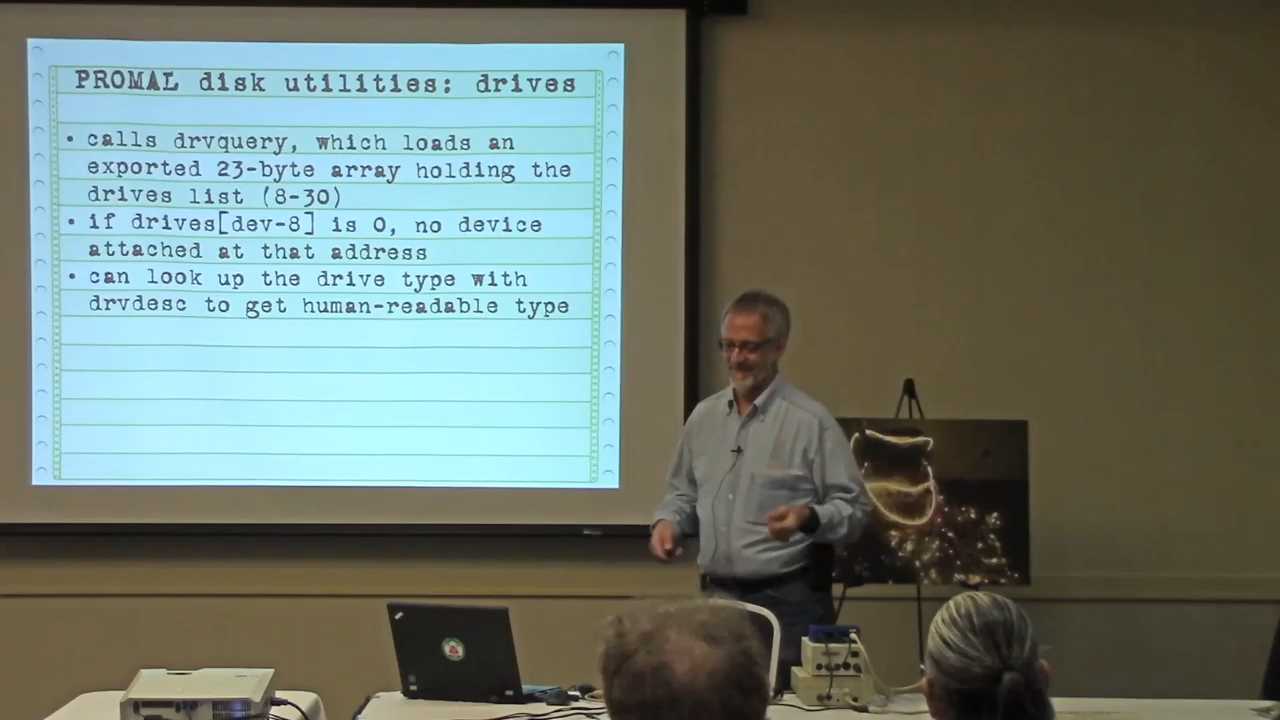 PROMAL disk utilities: drives
• calls drvquery, which loads an
exported 23-byte array holding the
drives list (8-30)
• if drives[dev-8] is 0, no device
attached at that address
• can look up the drive type with
drvdesc to get human-readable type